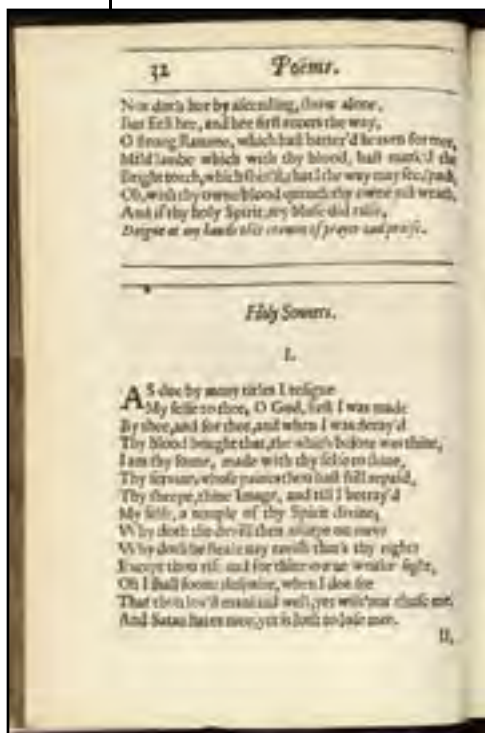 32 Poems.
Nor doth hee by ascending, show alone,
But first hee, and hee first enters the way,
O strong Ramme, which hast batter'd heaven for mee,
Mild lambe which with thy blood, hast mark'd the
Bright torch, which shin'st, that I the way may see, [path,
Oh, with thy owne blood quench thy owne just wrath,
And if thy holy Spirit, my Muse did raise,
Deigne at my hands this crowne of prayer and praise.
Holy Sonnets.
I.
AS due by many titles I resigne
My selfe to thee, O God, first I was made
By thee, and for thee, and when I was decay'd
Thy blood bought that, the which before was thine,
I am thy sonne, made with thy selfe to shine,
Thy servant, whose paines thou hast still repaid,
Thy sheepe, thine Image, and till I betray'd
My selfe, a temple of thy Spirit divine;
Why doth the devill then usurpe on mee?
Why doth he steale nay ravish that's thy right?
Except thou rise and for thine owne worke fight,
Oh I shall soone despaire, when I doe see
That thou lov'st mankind well, yet wilt'not chuse me.
And Satan hates mee, yet is loth to lose mee.
II.